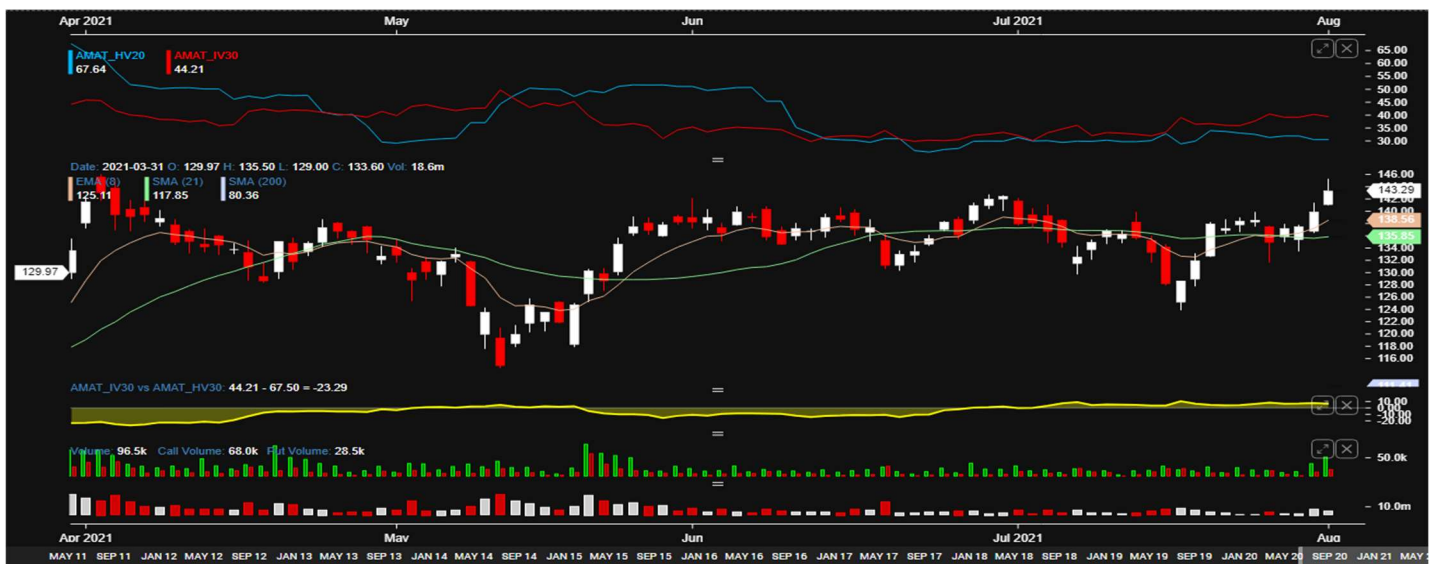 Apr 2021 May Jun Jul 2021 Aug
AMAT_HV20 AMAT_IV30
67.64 44.21
65.00
60.00
55.00
50.00
45.00
40.00
35.00
30.00
Date: 2021-03-31 O: 129.97 H: 135.50 L: 129.00 C: 133.60 Vol: 18.6m
EMA (8) SMA (21) SMA (200)
125.11 117.85 80.36
146.00
143.29
142.00
140.00
138.56
135.85
134.00
132.00
129.97
130.00
128.00
126.00
124.00
122.00
120.00
118.00
116.00
AMAT_IV30 vs AMAT_HV30: 44.21 - 67.50 = -23.29
10.00
0.00
-10.00
-20.00
Volume: 96.5k Call Volume: 68.0k Put Volume: 28.5k
50.0k
10.0m
Apr 2021 May Jun Jul 2021 Aug
MAY 11 SEP 11 JAN 12 MAY 12 SEP 12 JAN 13 MAY 13 SEP 13 JAN 14 MAY 14 SEP 14 JAN 15 MAY 15 SEP 15 JAN 16 MAY 16 SEP 16 JAN 17 MAY 17 SEP 17 JAN 18 MAY 18 SEP 18 JAN 19 MAY 19 SEP 19 JAN 20 MAY 20 SEP 20 JAN 21 MAY